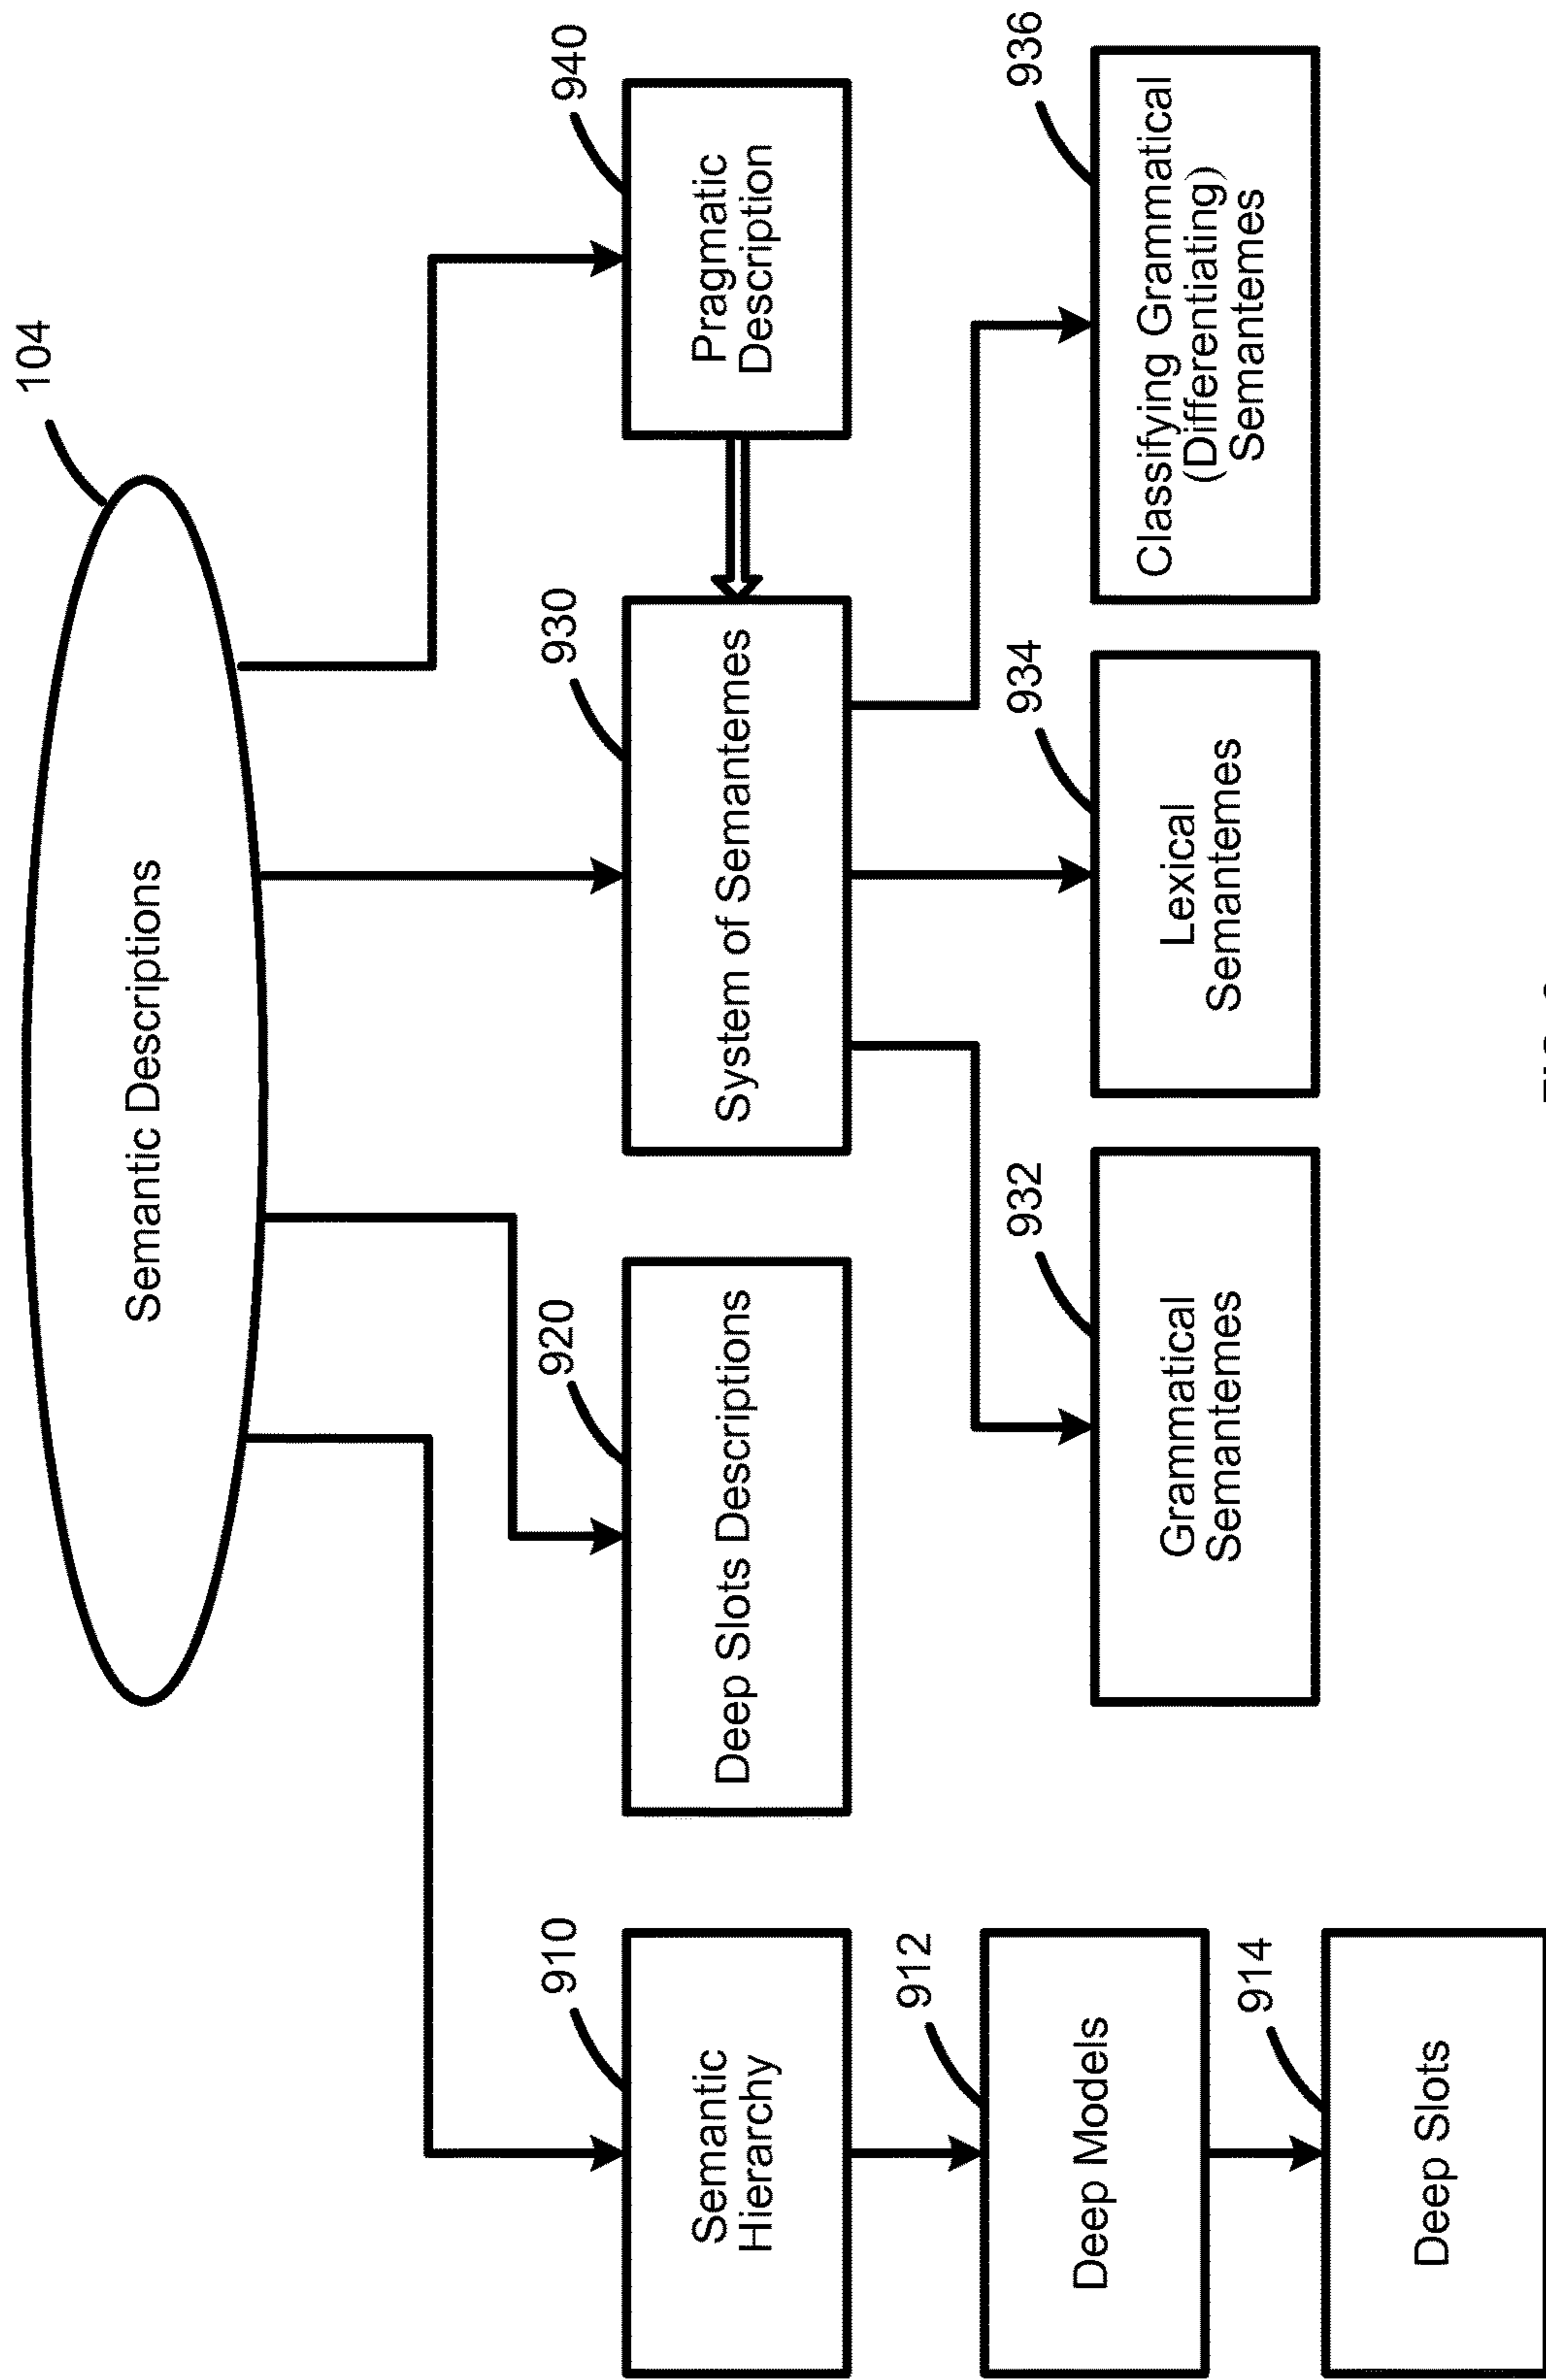 104
Semantic Descriptions
910
Semantic
Hierarchy
920
Deep Slots Descriptions
930
System of Semantemes
940
Pragmatic
Description
912
Deep Models
914
Deep Slots
932
Grammatical
Semantemes
934
Lexical
Semantemes
936
Classifying Grammatical
(Differentiating)
Semantemes